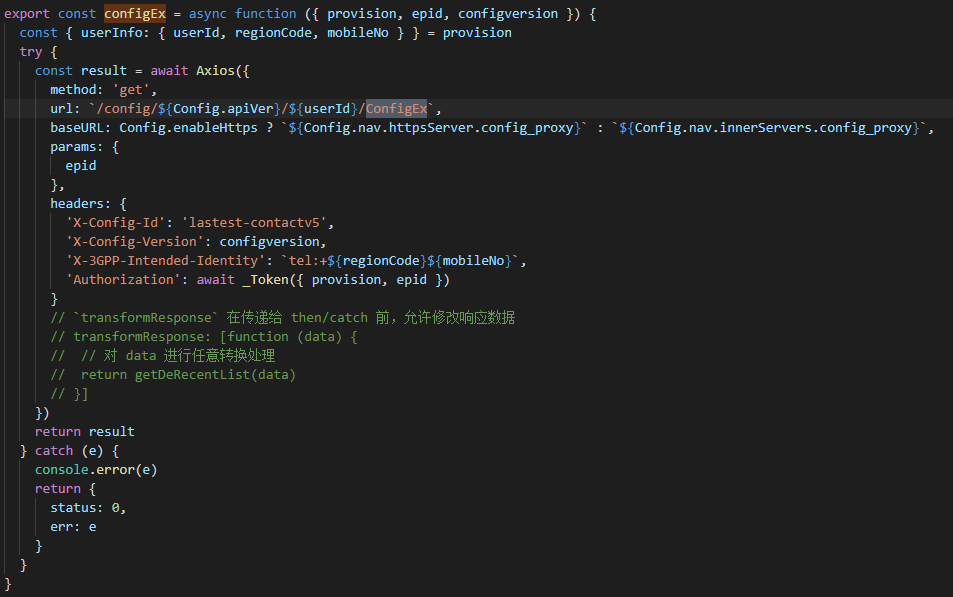 export const configEx = async function ({ provision, epid, configversion }) {
  const { userInfo: { userId, regionCode, mobileNo } } = provision
  try {
    const result = await Axios({
      method: 'get',
      url: `/config/${Config.apiVer}/${userId}/ConfigEx`,
      baseURL: Config.enableHttps ? `${Config.nav.httpsServer.config_proxy}` : `${Config.nav.innerServers.config_proxy}`,
      params: {
        epid
      },
      headers: {
        'X-Config-Id': 'lastest-contactv5',
        'X-Config-Version': configversion,
        'X-3GPP-Intended-Identity': `tel:+${regionCode}${mobileNo}`,
        'Authorization': await _Token({ provision, epid })
      }
      // `transformResponse` 在传递给 then/catch 前，允许修改响应数据
      // transformResponse: [function (data) {
      //  // 对 data 进行任意转换处理
      //  return getDeRecentList(data)
      // }]
    })
    return result
  } catch (e) {
    console.error(e)
    return {
      status: 0,
      err: e
    }
  }
}